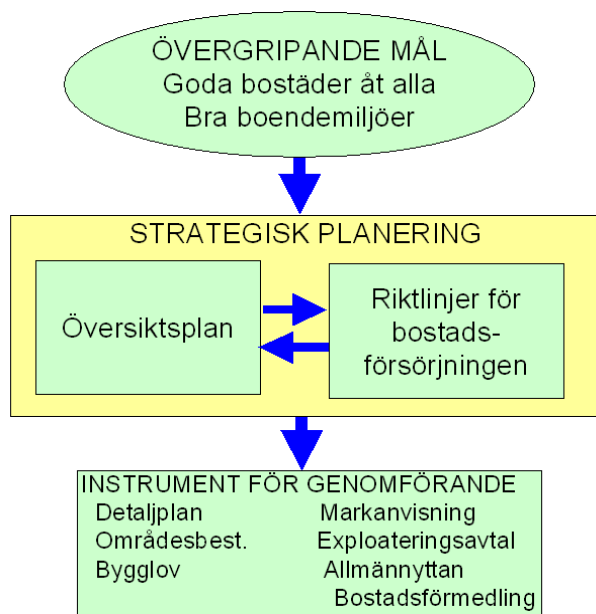 ÖVERGRIPANDE MÅL
Goda bostäder åt alla
Bra boendemiljöer
STRATEGISK PLANERING
Översiktsplan
Riktlinjer för
bostads-
försörjningen
INSTRUMENT FÖR GENOMFÖRANDE
Detaljplan
Områdesbest.
Bygglov
Markanvisning
Exploateringsavtal
Allmännyttan
Bostadsförmedling